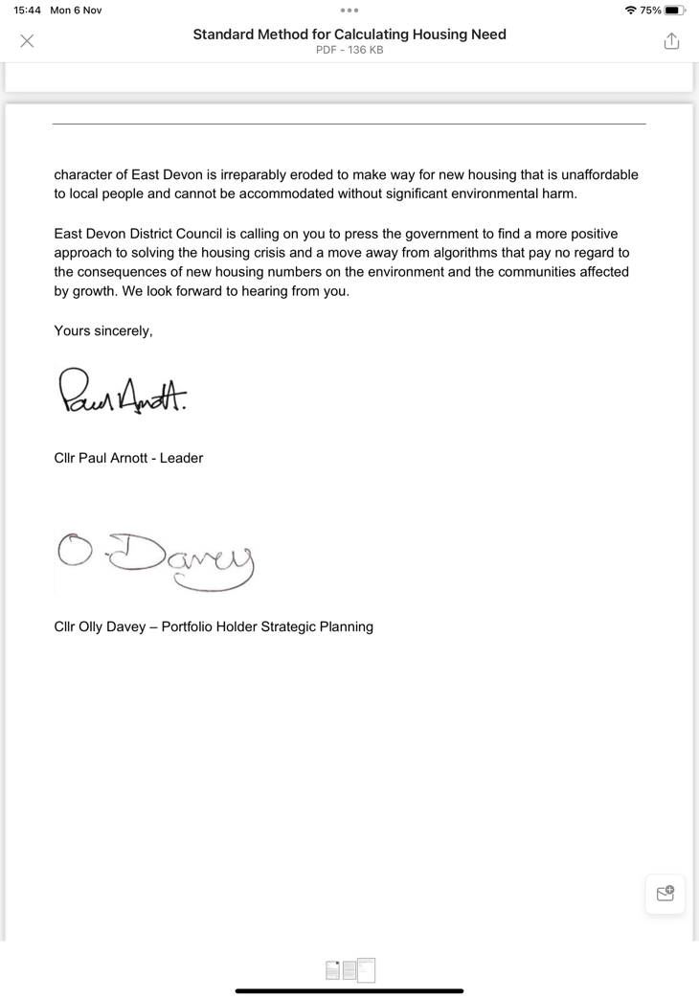 15:44 Mon 6 Nov
75%
Standard Method for Calculating Housing Need
PDF - 136 KB
character of East Devon is irreparably eroded to make way for new housing that is unaffordable
to local people and cannot be accommodated without significant environmental harm.
East Devon District Council is calling on you to press the government to find a more positive
approach to solving the housing crisis and a move away from algorithms that pay no regard to
the consequences of new housing numbers on the environment and the communities affected
by growth. We look forward to hearing from you.
Yours sincerely,
Paul Arnott.
Cllr Paul Arnott - Leader
O Davey
Cllr Olly Davey – Portfolio Holder Strategic Planning